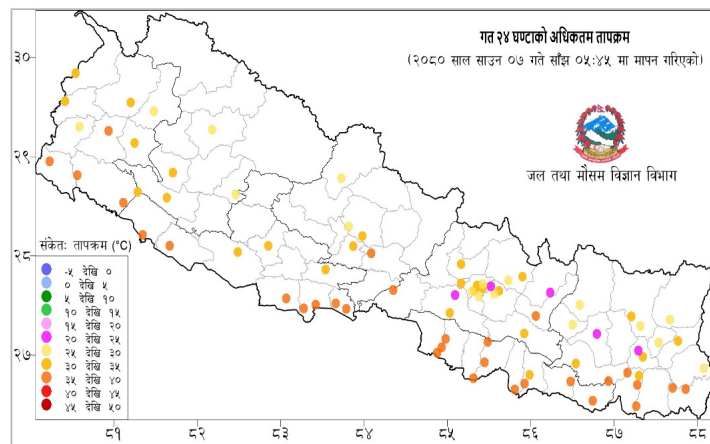 गत २४ घण्टाको अधिकतम तापक्रम
(२०८० साल साउन ०७ गते साँझ ०५:४५ मा मापन गरिएको)
जल तथा मौसम विज्ञान विभाग
३०
२९
२८
२७
संकेतः तापक्रम (°C)
-५ देखि ०
० देखि ५
५ देखि १०
१० देखि १५
१५ देखि २०
२० देखि २५
२५ देखि ३०
३० देखि ३५
३५ देखि ४०
४० देखि ४५
४५ देखि ५०
८१ ८२ ८३ ८४ ८५ ८६ ८७ ८८